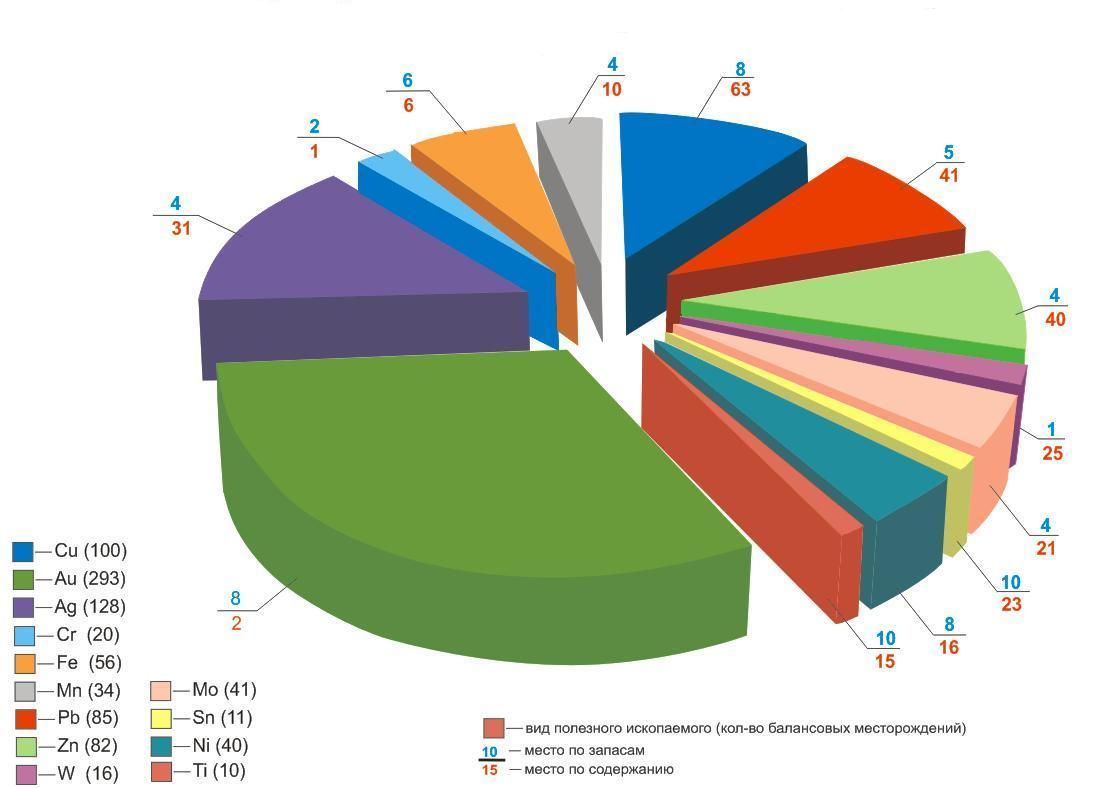 4
10
8
63
6
6
2
1
5
41
4
31
4
40
1
25
4
21
10
23
8
16
10
15
8
2
Cu (100)
Au (293)
Ag (128)
Cr (20)
Fe (56)
Mn (34)
Pb (85)
Zn (82)
W (16)
Mo (41)
Sn (11)
Ni (40)
Ti (10)
вид полезного ископаемого (кол-во балансовых месторождений)
10 место по запасам
15 место по содержанию